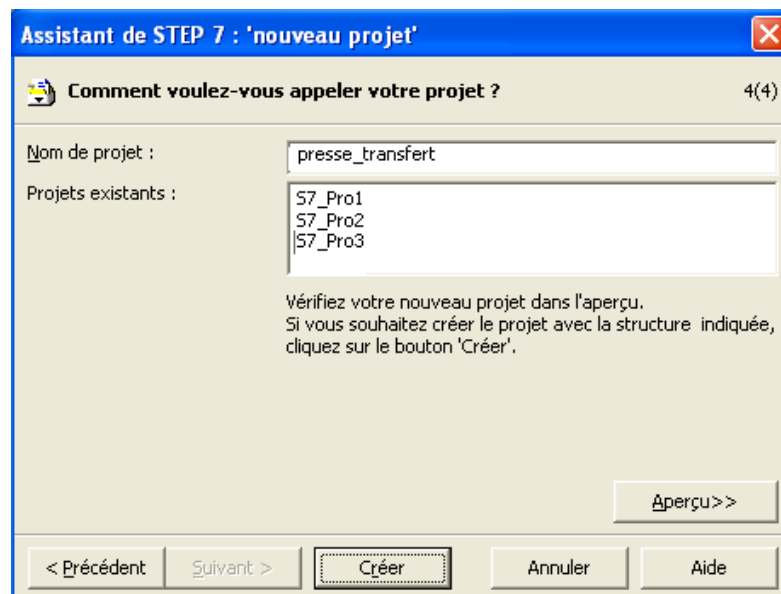 Assistant de STEP 7 : 'nouveau projet'
Comment voulez-vous appeler votre projet ? 4(4)
Nom de projet : presse_transfert
Projets existants : S7_Pro1
S7_Pro2
S7_Pro3
Vérifiez votre nouveau projet dans l'aperçu.
Si vous souhaitez créer le projet avec la structure indiquée,
cliquez sur le bouton 'Créer'.
Aperçu>>
< Précédent Suivant > Créer Annuler Aide